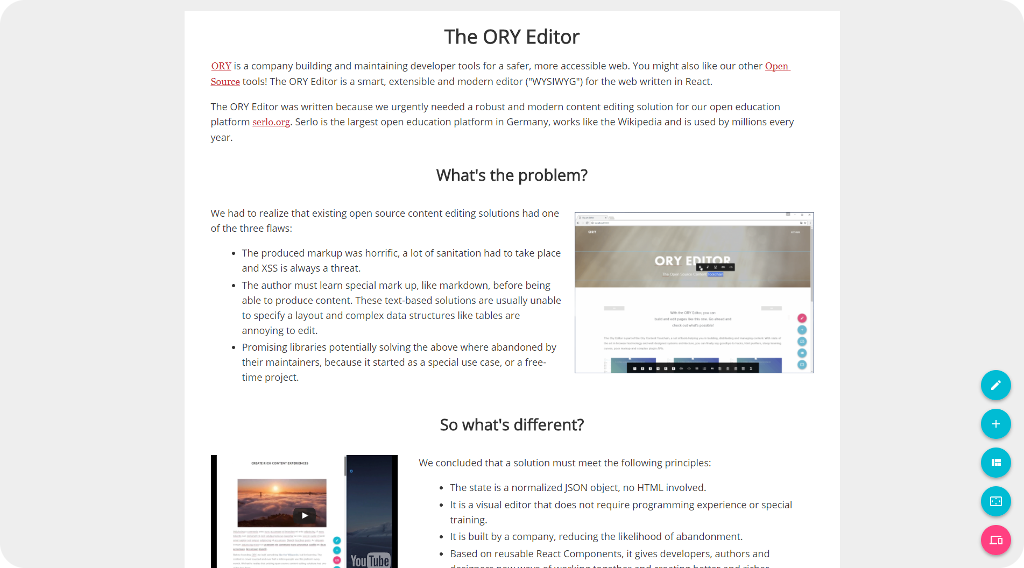 The ORY Editor
ORY is a company building and maintaining developer tools for a safer, more accessible web. You might also like our other Open
Source tools! The ORY Editor is a smart, extensible and modern editor ("WYSIWYG") for the web written in React.
The ORY Editor was written because we urgently needed a robust and modern content editing solution for our open education
platform serlo.org. Serlo is the largest open education platform in Germany, works like the Wikipedia and is used by millions every
year.
What's the problem?
We had to realize that existing open source content editing solutions had one
of the three flaws:
• The produced markup was horrific, a lot of sanitation had to take place
and XSS is always a threat.
• The author must learn special mark up, like markdown, before being
able to produce content. These text-based solutions are usually unable
to specify a layout and complex data structures like tables are
annoying to edit.
• Promising libraries potentially solving the above where abandoned by
their maintainers, because it started as a special use case, or a free-
time project.
ORY EDITOR
So what's different?
YouTube
We concluded that a solution must meet the following principles:
• The state is a normalized JSON object, no HTML involved.
• It is a visual editor that does not require programming experience or special
training.
• It is built by a company, reducing the likelihood of abandonment.
• Based on reusable React Components, it gives developers, authors and